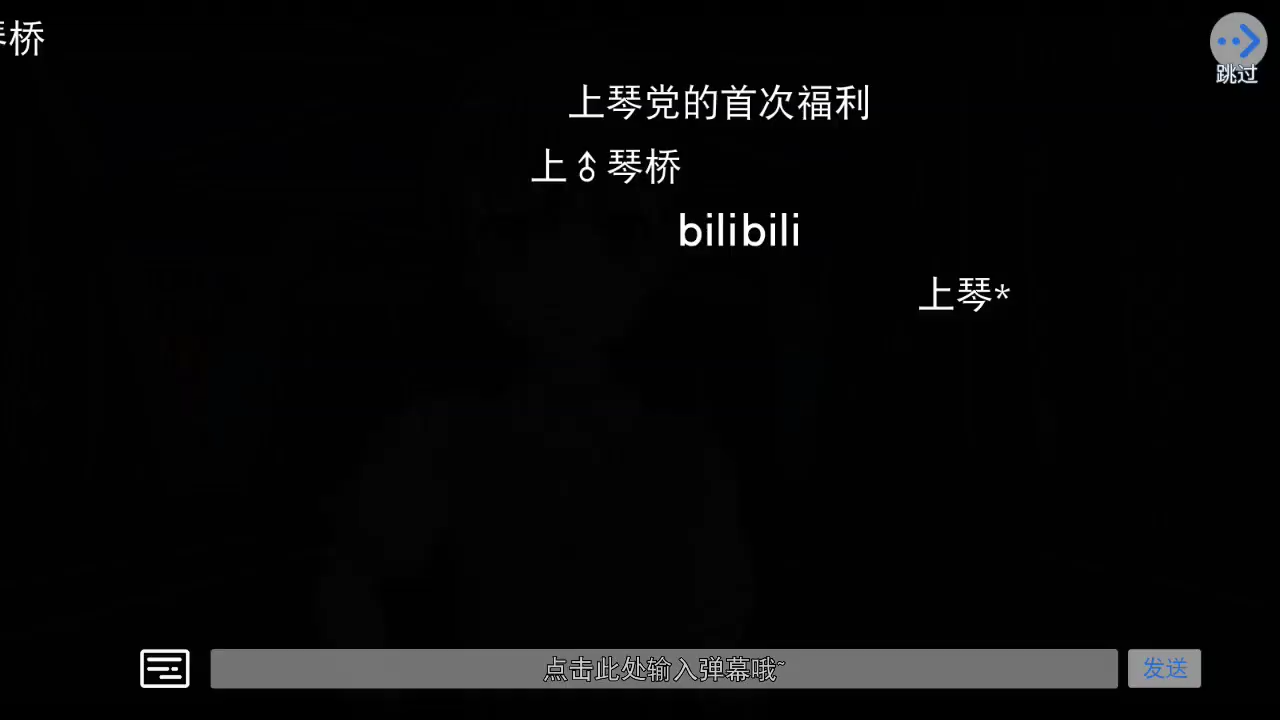 琴桥
跳过
上琴党的首次福利
上♂琴桥
bilibili
上琴*
点击此处输入弹幕哦~
发送